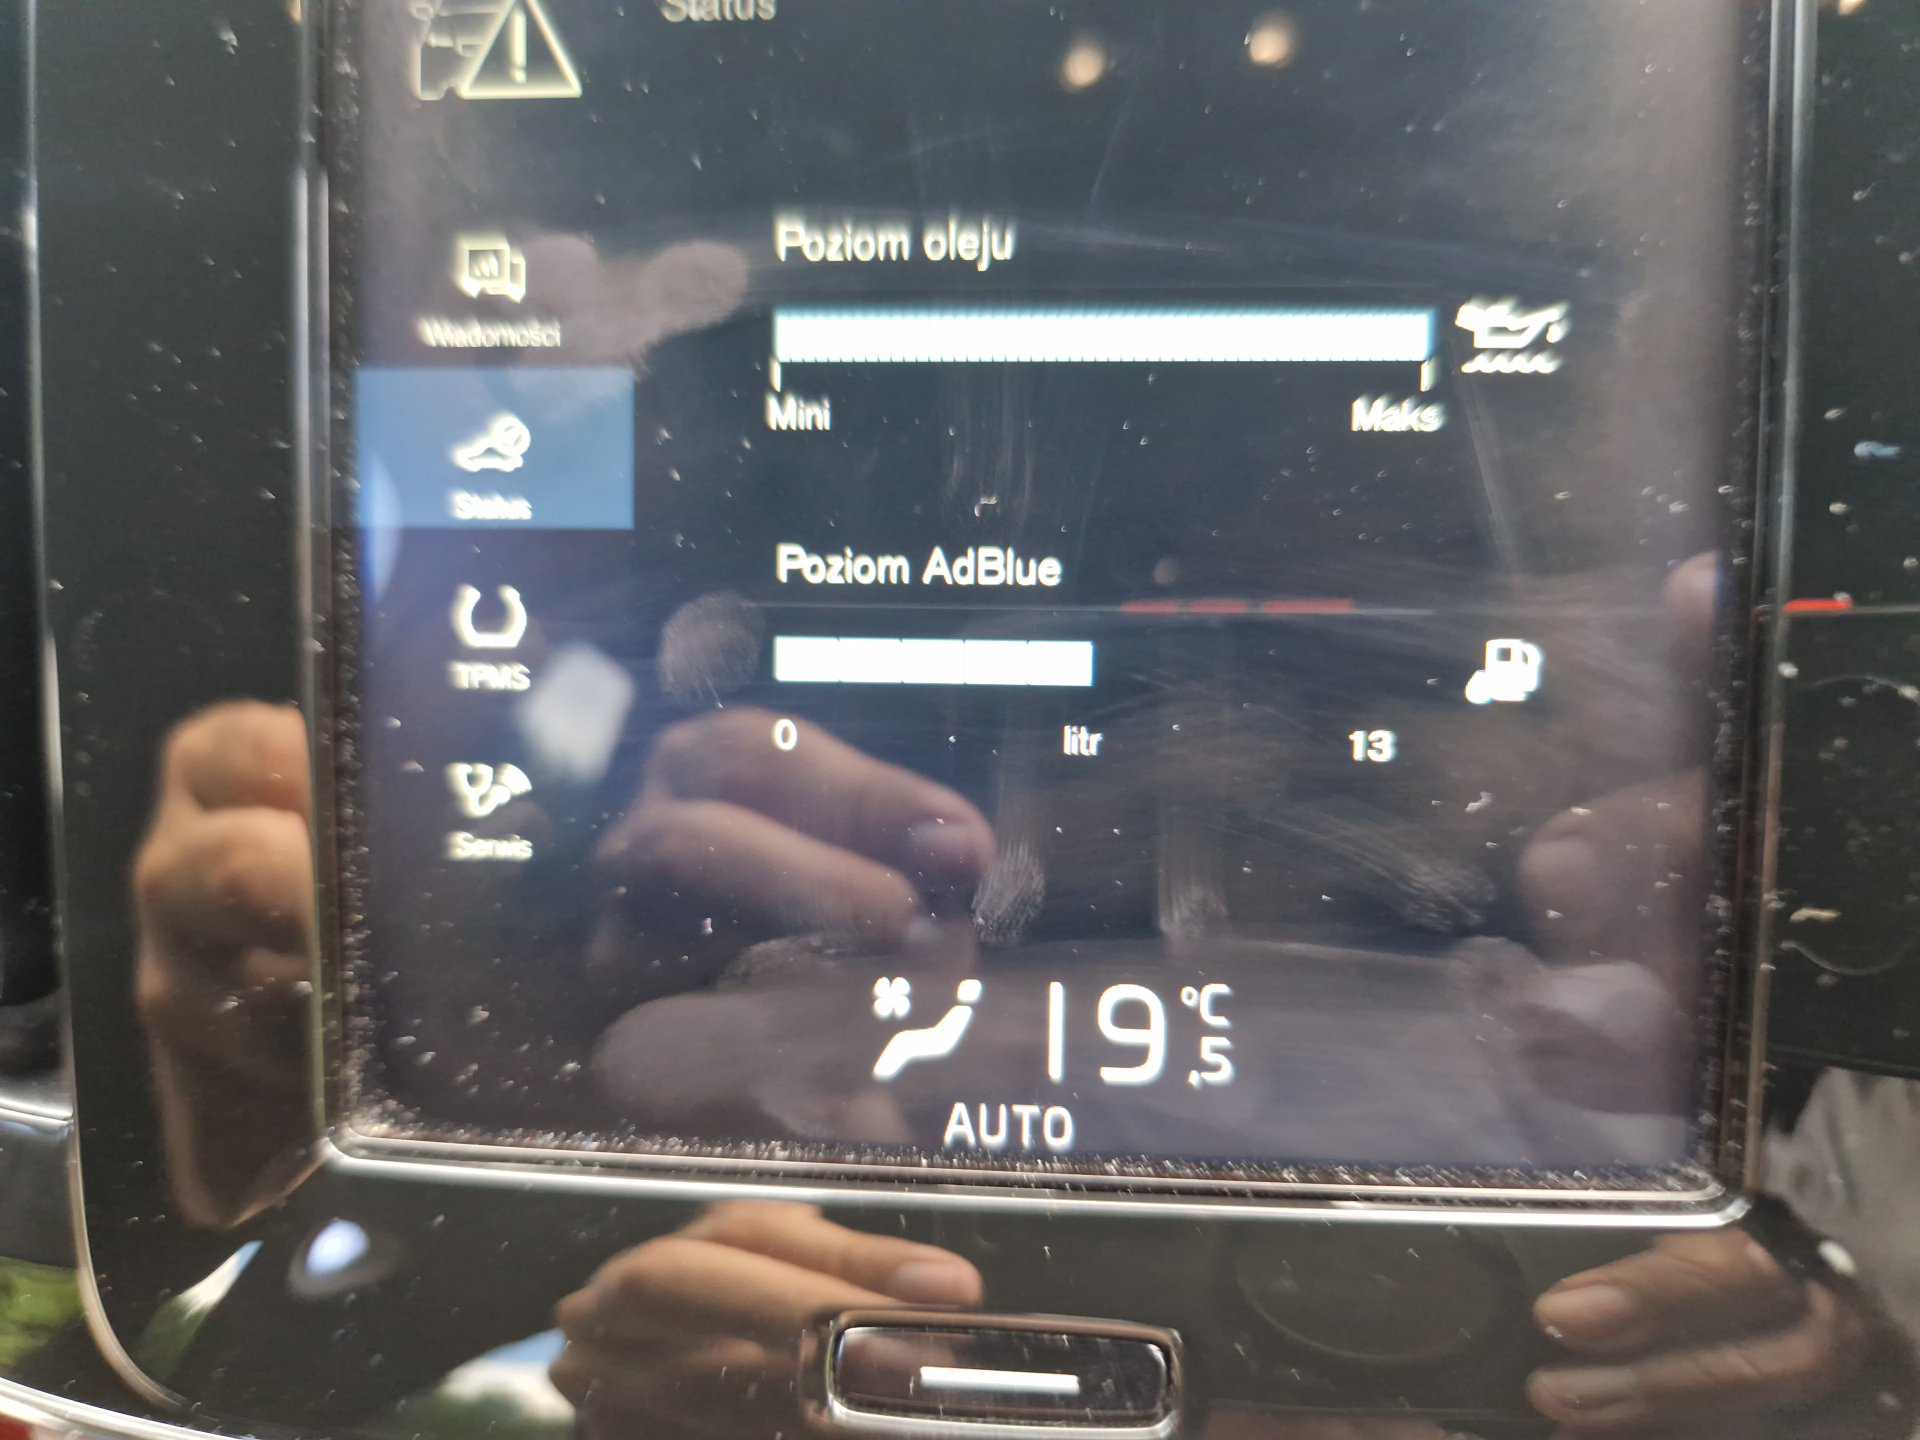 Status
Poziom oleju
Wiadomości
Mini Maks
Status
Poziom AdBlue
TPMS
0 litr 13
Serwis
19,5 °C
AUTO